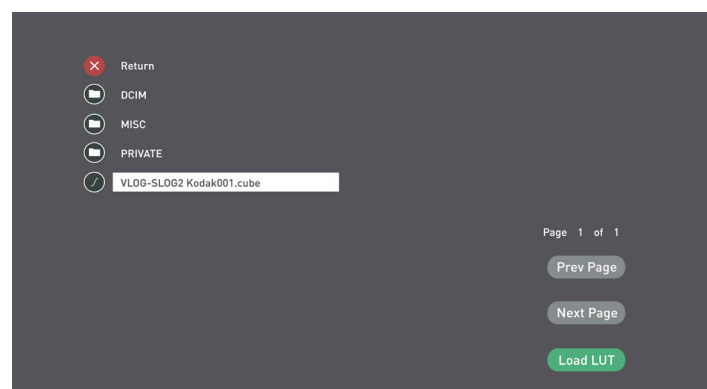 Return
DCIM
MISC
PRIVATE
VLOG-SLOG2 Kodak001.cube
Page 1 of 1
Prev Page
Next Page
Load LUT